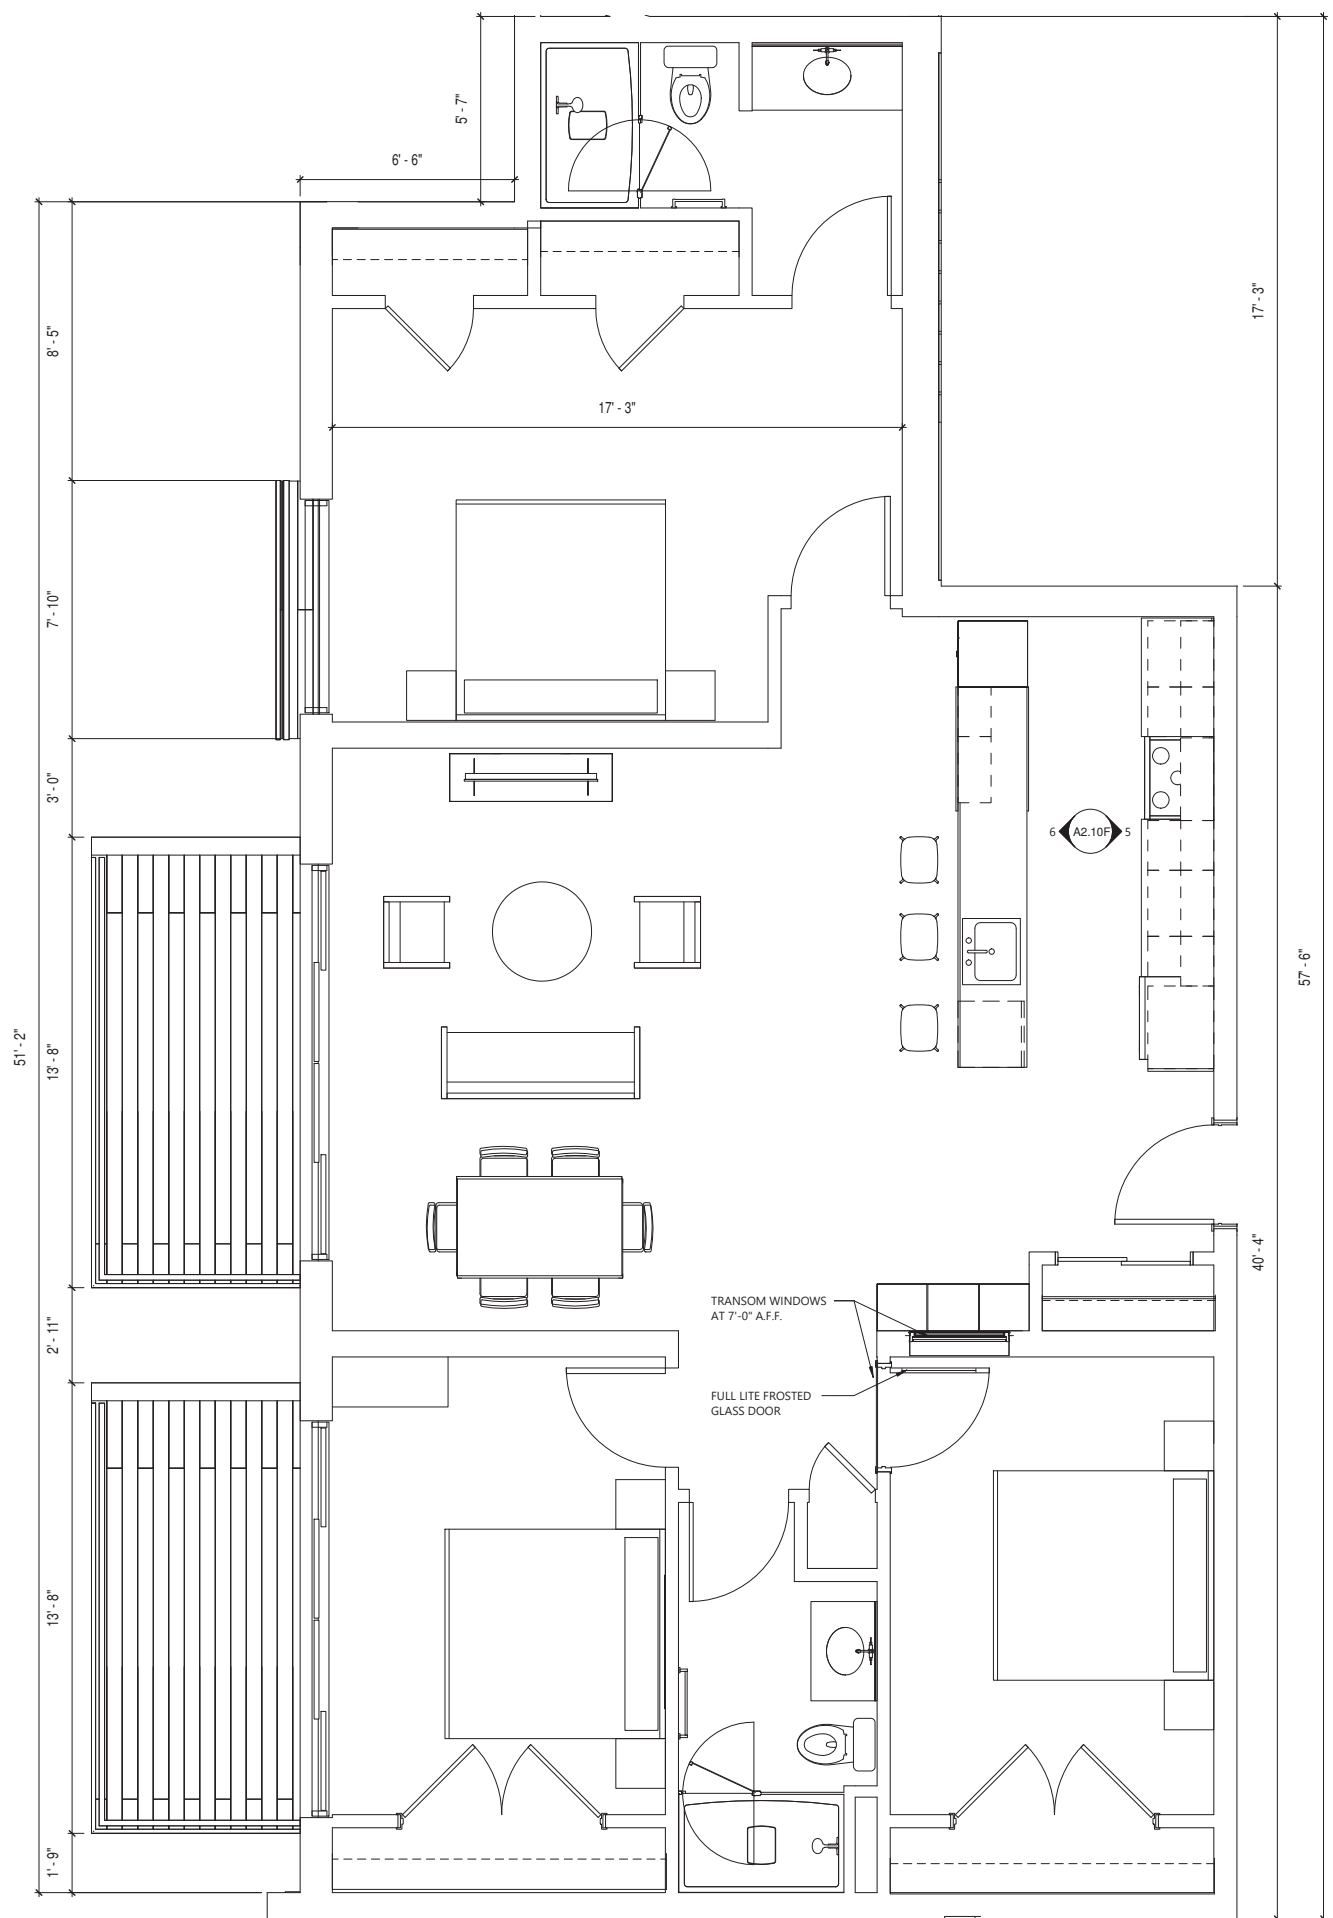 5' - 7"
6' - 6"
17' - 3"
8' - 5"
17' - 3"
7' - 10"
3' - 0"
6 A2.10F 5
57' - 6"
51' - 2"
13' - 8"
40' - 4"
TRANSOM WINDOWS
AT 7'-0" A.F.F.
2' - 11"
FULL LITE FROSTED
GLASS DOOR
13' - 8"
1' - 9"